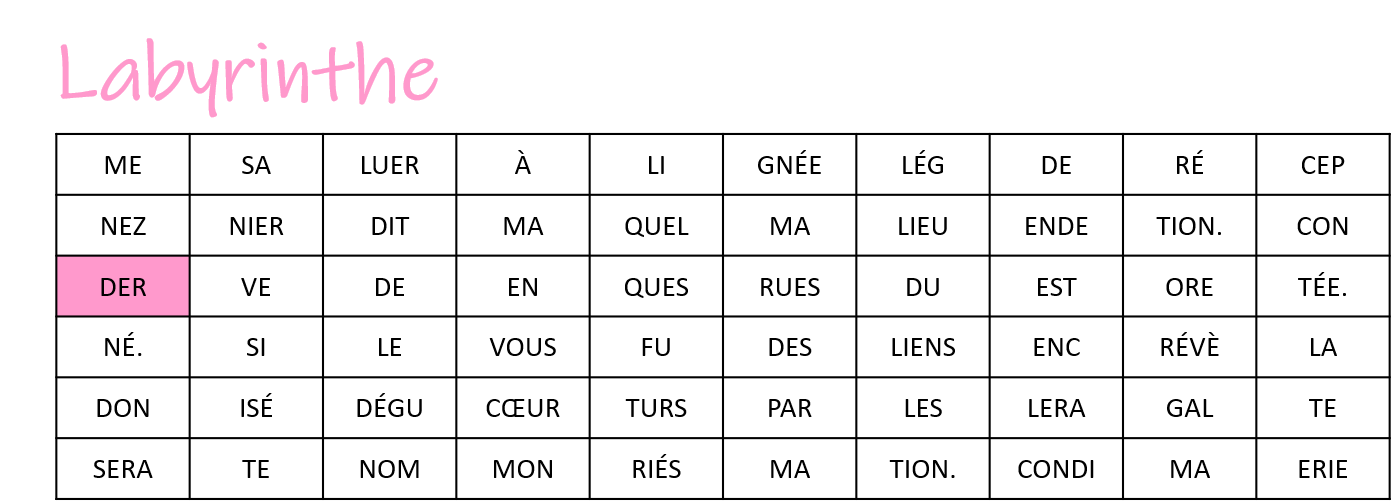 Labyrinthe
ME SA LUER À LI GNÉE LÉG DE RÉ CEP
NEZ NIER DIT MA QUEL MA LIEU ENDE TION. CON
DER VE DE EN QUES RUES DU EST ORE TÉE.
NÉ. SI LE VOUS FU DES LIENS ENC RÉVÈ LA
DON ISÉ DÉGU CŒUR TURS PAR LES LERA GAL TE
SERA TE NOM MON RIÉS MA TION. CONDI MA ERIE